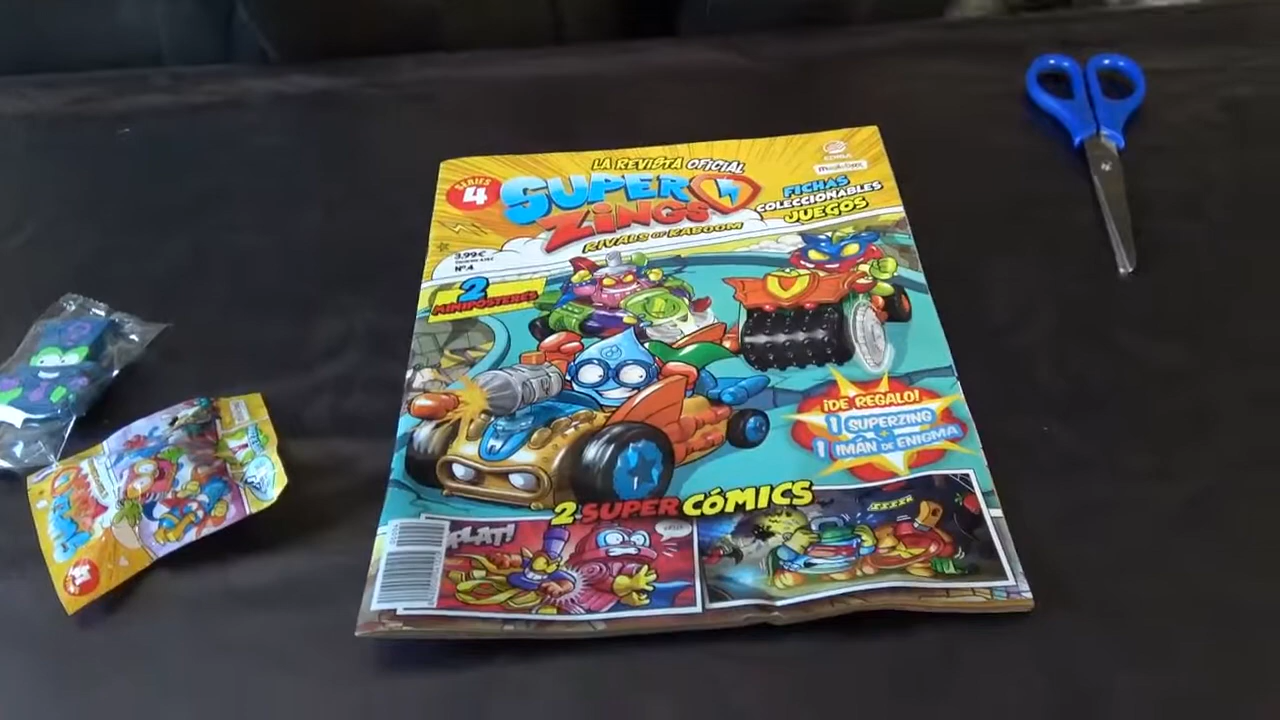 LA REVISTA OFICIAL
SERIES
4
SUPER
ZINGS
RIVALS OF KABOOM
FICHAS
COLECCIONABLES
JUEGOS
3,99€
Nº4
2
MINIPÓSTERES
¡DE REGALO!
1 SUPERZING
+
1 IMÁN DE ENIGMA
2 SUPER CÓMICS
SPLAT!